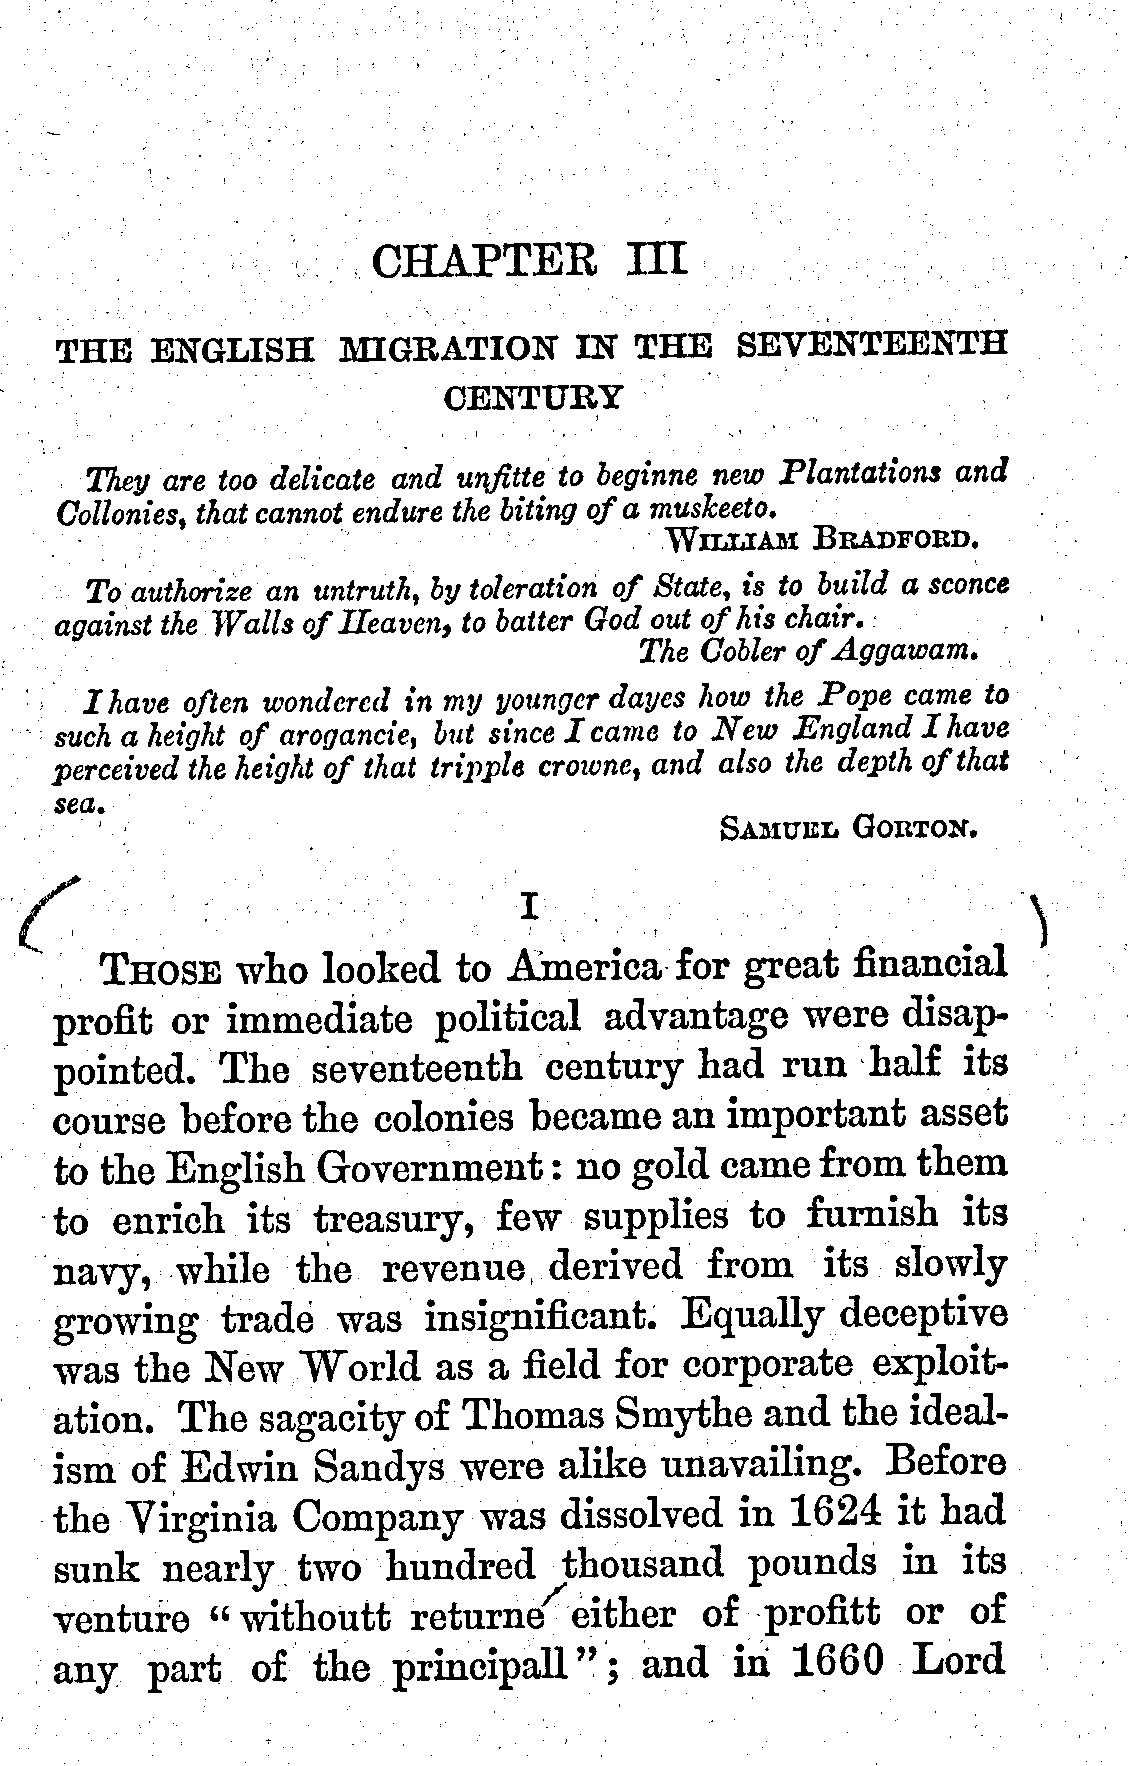 CHAPTER III
THE ENGLISH MIGRATION IN THE SEVENTEENTH
CENTURY
They are too delicate and unfitte to beginne new Plantations and
Collonies, that cannot endure the biting of a muskeeto.
WILLIAM BRADFORD.
To authorize an untruth, by toleration of State, is to build a sconce
against the Walls of Heaven, to batter God out of his chair.
The Cobler of Aggawam.
I have often wondered in my younger dayes how the Pope came to
such a height of arogancie, but since I came to New England I have
perceived the height of that tripple crowne, and also the depth of that
sea.
SAMUEL GORTON.
I
THOSE who looked to America for great financial
profit or immediate political advantage were disap-
pointed. The seventeenth century had run half its
course before the colonies became an important asset
to the English Government: no gold came from them
to enrich its treasury, few supplies to furnish its
navy, while the revenue derived from its slowly
growing trade was insignificant. Equally deceptive
was the New World as a field for corporate exploit-
ation. The sagacity of Thomas Smythe and the ideal-
ism of Edwin Sandys were alike unavailing. Before
the Virginia Company was dissolved in 1624 it had
sunk nearly two hundred thousand pounds in its
venture "withoutt returne either of profitt or of
any part of the principall"; and in 1660 Lord